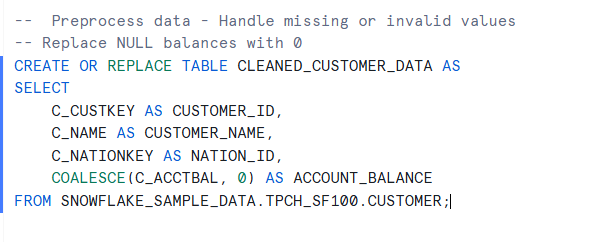 --  Preprocess data - Handle missing or invalid values
-- Replace NULL balances with 0
CREATE OR REPLACE TABLE CLEANED_CUSTOMER_DATA AS
SELECT
    C_CUSTKEY AS CUSTOMER_ID,
    C_NAME AS CUSTOMER_NAME,
    C_NATIONKEY AS NATION_ID,
    COALESCE(C_ACCTBAL, 0) AS ACCOUNT_BALANCE
FROM SNOWFLAKE_SAMPLE_DATA.TPCH_SF100.CUSTOMER;